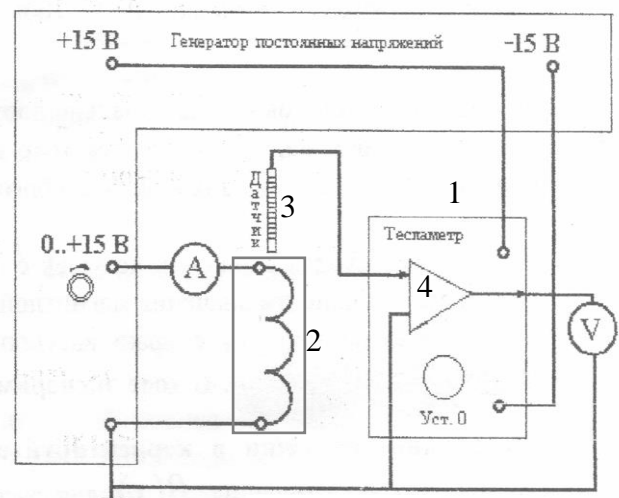 +15 В Генератор постоянных напряжений -15 В
Датчик
3
1
0..+15 В
А
Тесламетр
4
2
V
Уст. 0